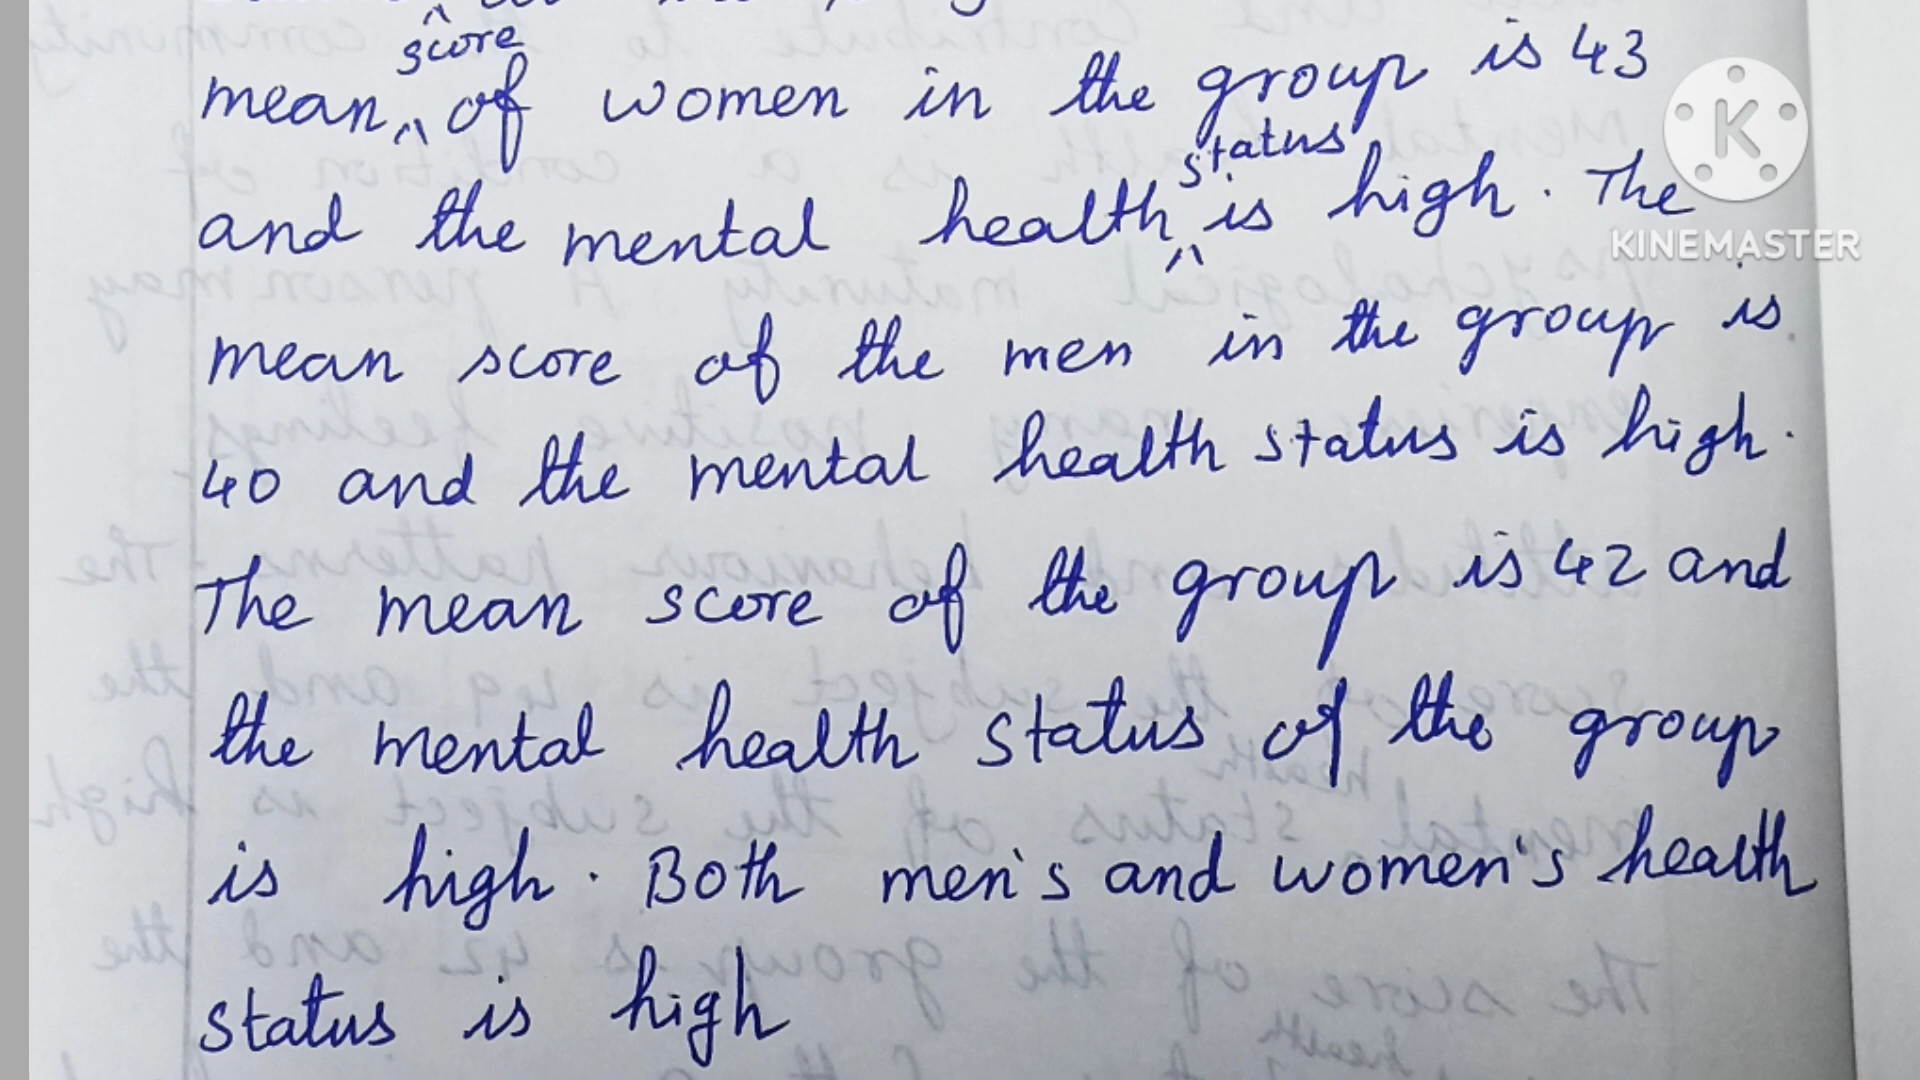 mean score of women in the group is 43
and the mental health status is high. The
mean score of the men in the group is
40 and the mental health status is high.
The mean score of the group is 42 and
the mental health status of the group
is high. Both men's and women's health
status is high
K
KINEMASTER